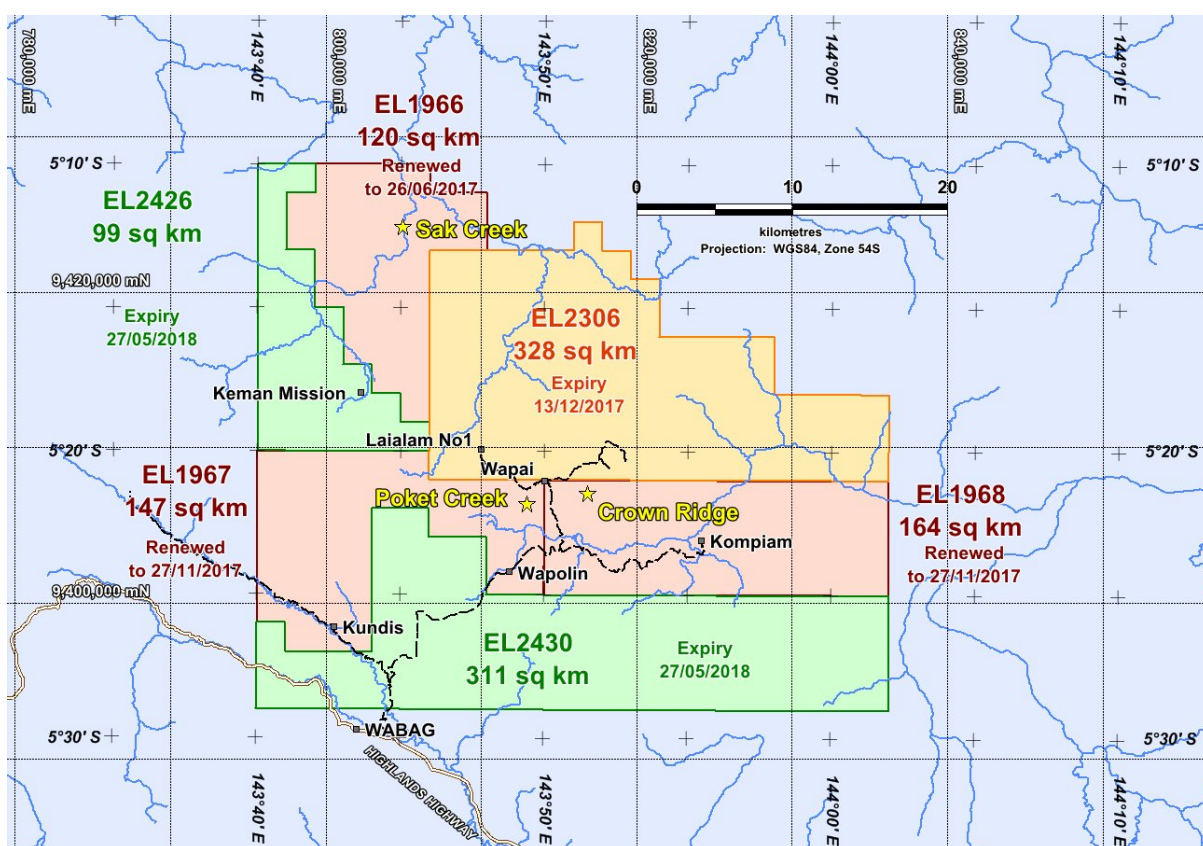 780,000 mE
143°40' E
800,000 mE
143°50' E
820,000 mE
144°00' E
840,000 mE
144°10' E
EL1966
120 sq km
Renewed
to 26/06/2017
5°10' S
5°10' S
0 10 20
kilometres
Projection: WGS84, Zone 54S
EL2426
99 sq km
Sak Creek
9,420,000 mN
Expiry
27/05/2018
EL2306
328 sq km
Expiry
13/12/2017
Keman Mission
Laialam No1
5°20' S
5°20' S
Wapai
EL1967
147 sq km
Renewed
to 27/11/2017
Poket Creek
Crown Ridge
EL1968
164 sq km
Renewed
to 27/11/2017
Kompiam
Wapolin
9,400,000 mN
Kundis
EL2430
311 sq km
Expiry
27/05/2018
WABAG
5°30' S
5°30' S
HIGHLANDS HIGHWAY
143°40' E
143°50' E
144°00' E
144°10' E